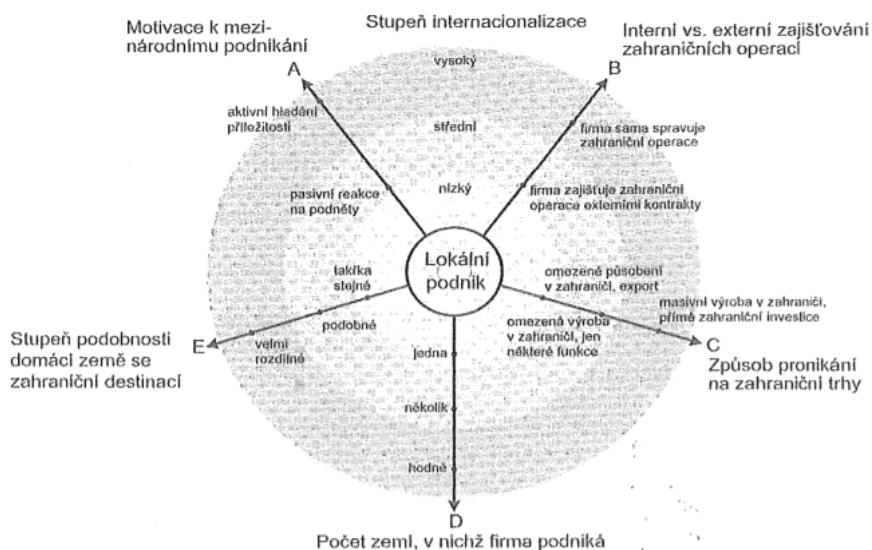 Stupeň internacionalizace
Motivace k mezi-
národnímu podnikání
A
Interní vs. externí zajišťování
zahraničních operací
B
vysoký
střední
nízký
aktivní hledání
příležitostí
pasivní reakce
na podněty
firma sama spravuje
zahraniční operace
firma zajišťuje zahraniční
operace externími kontrakty
Lokální
podnik
takřka
stejné
podobné
velmi
rozdílné
E
Stupeň podobnosti
domácí země se
zahraniční destinací
omezené působení
v zahraničí, export
omezená výroba
v zahraničí, jen
některé funkce
masivní výroba v zahraničí,
přímé zahraniční investice
C
Způsob pronikání
na zahraniční trhy
jedna
několik
hodně
D
Počet zemí, v nichž firma podniká